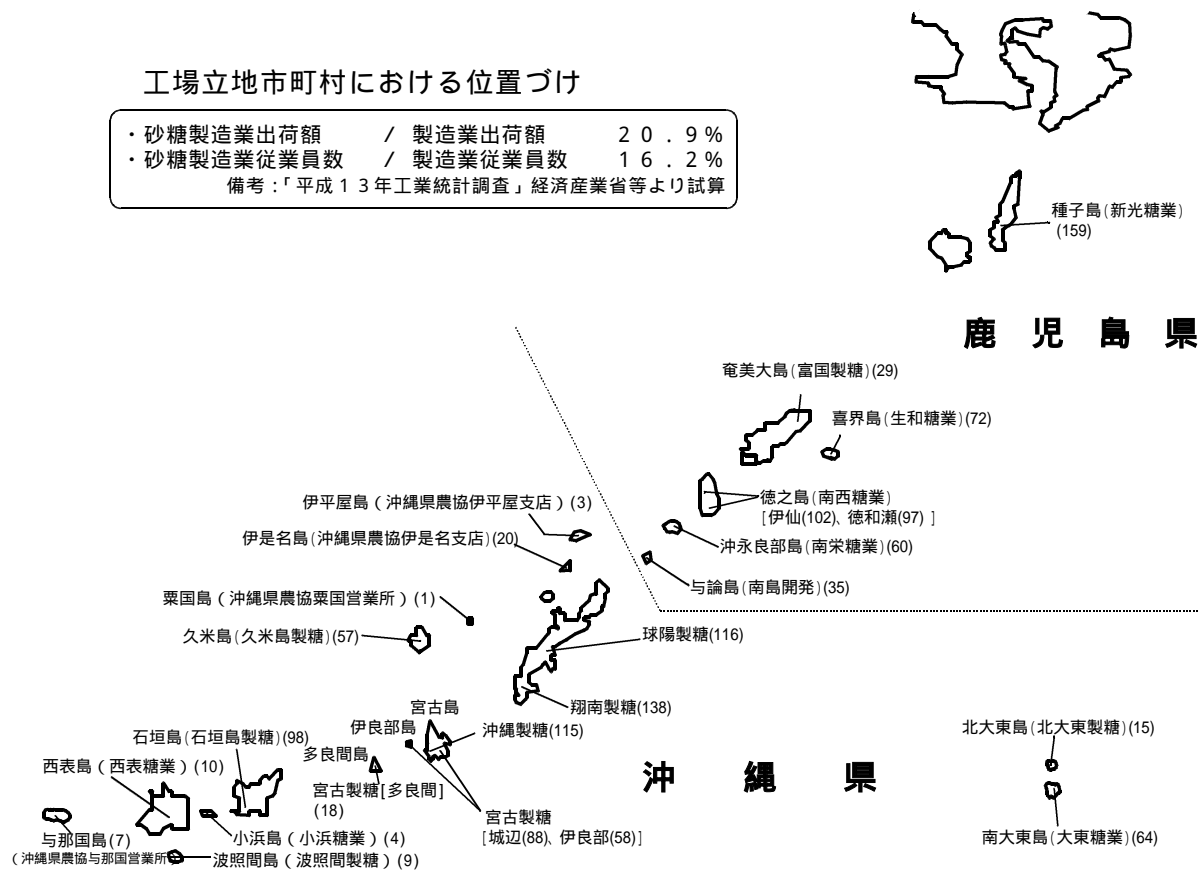 工場立地市町村における位置づけ
・砂糖製造業出荷額 / 製造業出荷額 20.9%
・砂糖製造業従業員数 / 製造業従業員数 16.2%
備考:「平成13年工業統計調査」経済産業省等より試算
種子島(新光糖業)
(159)
鹿児島県
奄美大島(富国製糖)(29)
喜界島(生和糖業)(72)
徳之島(南西糖業)
[伊仙(102)、徳和瀬(97) ]
沖永良部島(南栄糖業)(60)
与論島(南島開発)(35)
伊平屋島(沖縄県農協伊平屋支店)(3)
伊是名島(沖縄県農協伊是名支店)(20)
粟国島(沖縄県農協粟国営業所)(1)
久米島(久米島製糖)(57)
球陽製糖(116)
翔南製糖(138)
宮古島
沖縄製糖(115)
伊良部島
多良間島
宮古製糖[多良間]
(18)
宮古製糖
[城辺(88)、伊良部(58)]
石垣島(石垣島製糖)(98)
西表島(西表糖業)(10)
小浜島(小浜糖業)(4)
与那国島(7)
(沖縄県農協与那国営業所)
波照間島(波照間製糖)(9)
沖縄県
北大東島(北大東製糖)(15)
南大東島(大東糖業)(64)